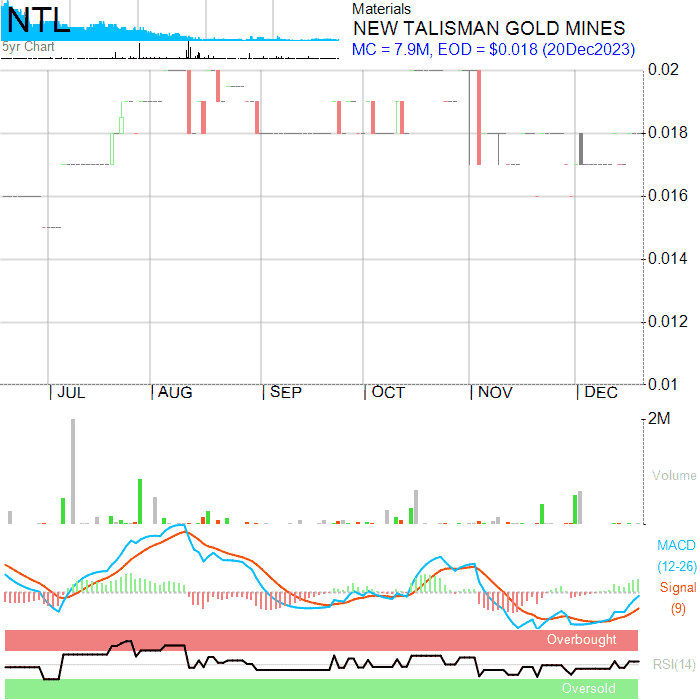 NTL
5yr Chart
Materials
NEW TALISMAN GOLD MINES
MC = 7.9M, EOD = $0.018 (20Dec2023)
0.02
0.018
0.016
0.014
0.012
0.01
JUL AUG SEP OCT NOV DEC
2M
Volume
MACD
(12-26)
Signal
(9)
Overbought
RSI(14)
Oversold